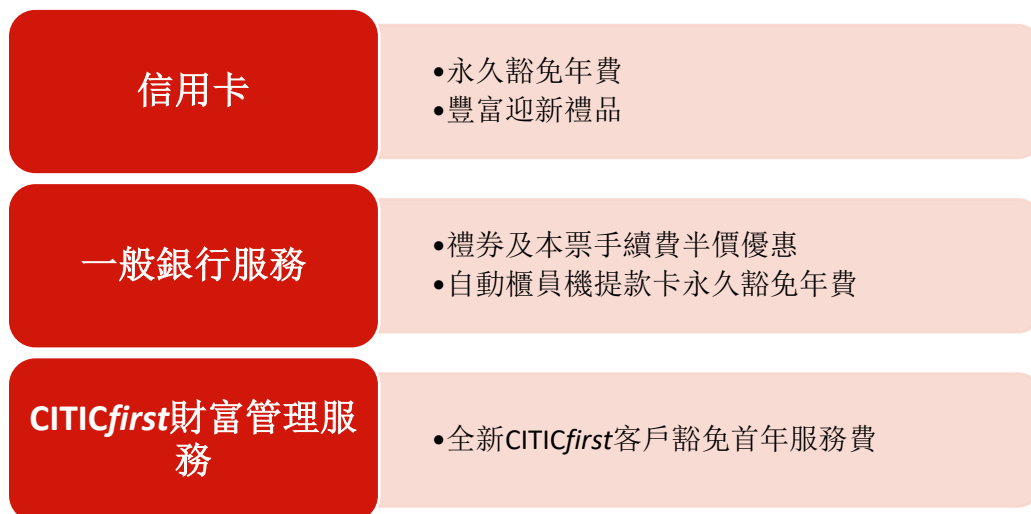 信用卡
•永久豁免年費
•豐富迎新禮品
一般銀行服務
•禮券及本票手續費半價優惠
•自動櫃員機提款卡永久豁免年費
CITICfirst財富管理服
務
•全新CITICfirst客戶豁免首年服務費